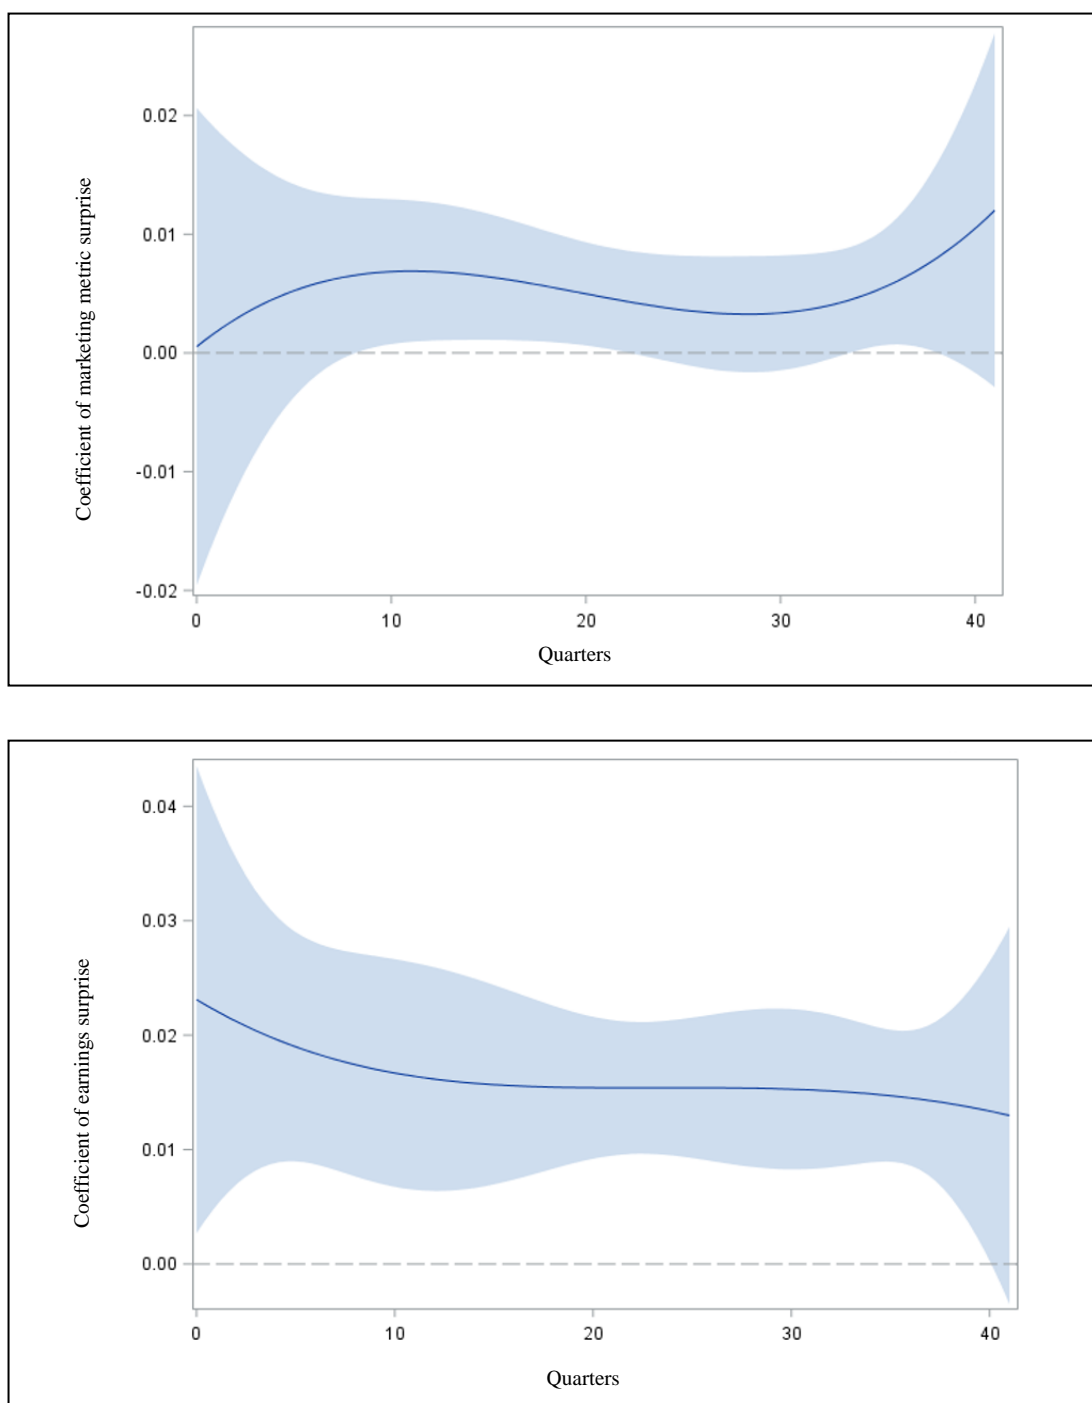 Coefficient of marketing metric surprise
0.02
0.01
0.00
-0.01
-0.02
0 10 20 30 40
Quarters
Coefficient of earnings surprise
0.04
0.03
0.02
0.01
0.00
0 10 20 30 40
Quarters